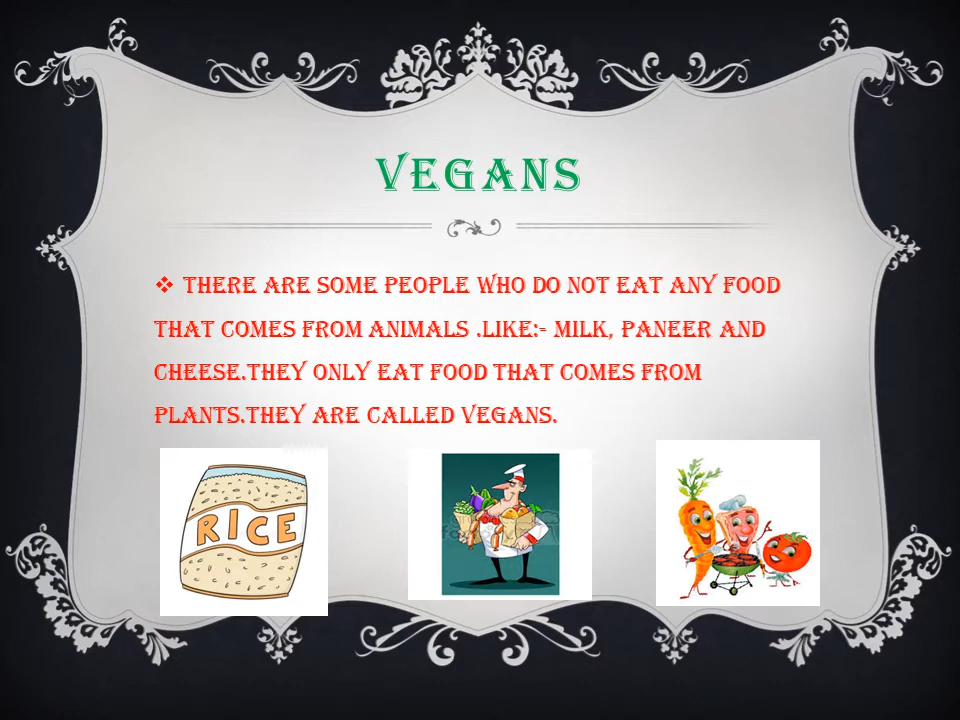 VEGANS
❖ THERE ARE SOME PEOPLE WHO DO NOT EAT ANY FOOD
THAT COMES FROM ANIMALS .LIKE:- MILK, PANEER AND
CHEESE.THEY ONLY EAT FOOD THAT COMES FROM
PLANTS.THEY ARE CALLED VEGANS.
RICE